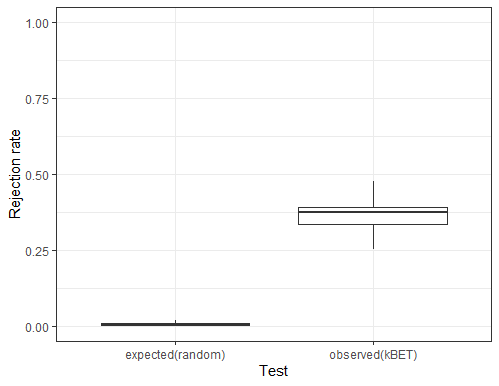 1.00
0.75
0.50
0.25
0.00
Rejection rate
expected(random)
observed(kBET)
Test